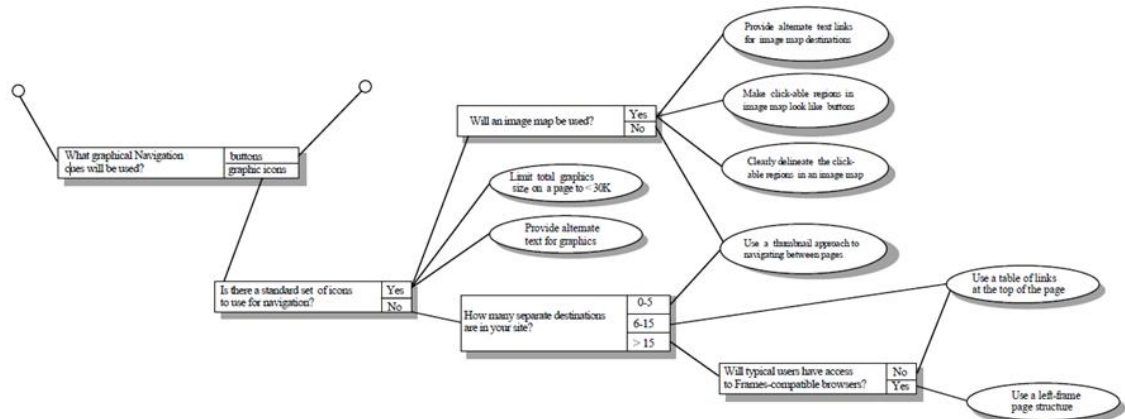 What graphical Navigation
cues will be used?
buttons
graphic icons
Is there a standard set of icons
to use for navigation?
Yes
No
Will an image map be used?
Yes
No
Limit total graphics
size on a page to < 30K
Provide alternate
text for graphics
How many separate destinations
are in your site?
0-5
6-15
> 15
Provide alternate text links
for image map destinations
Make click-able regions in
image map look like buttons
Clearly delineate the click-
able regions in an image map
Use a thumbnail approach to
navigating between pages
Will typical users have access
to Frames-compatible browsers?
No
Yes
Use a table of links
at the top of the page
Use a left-frame
page structure